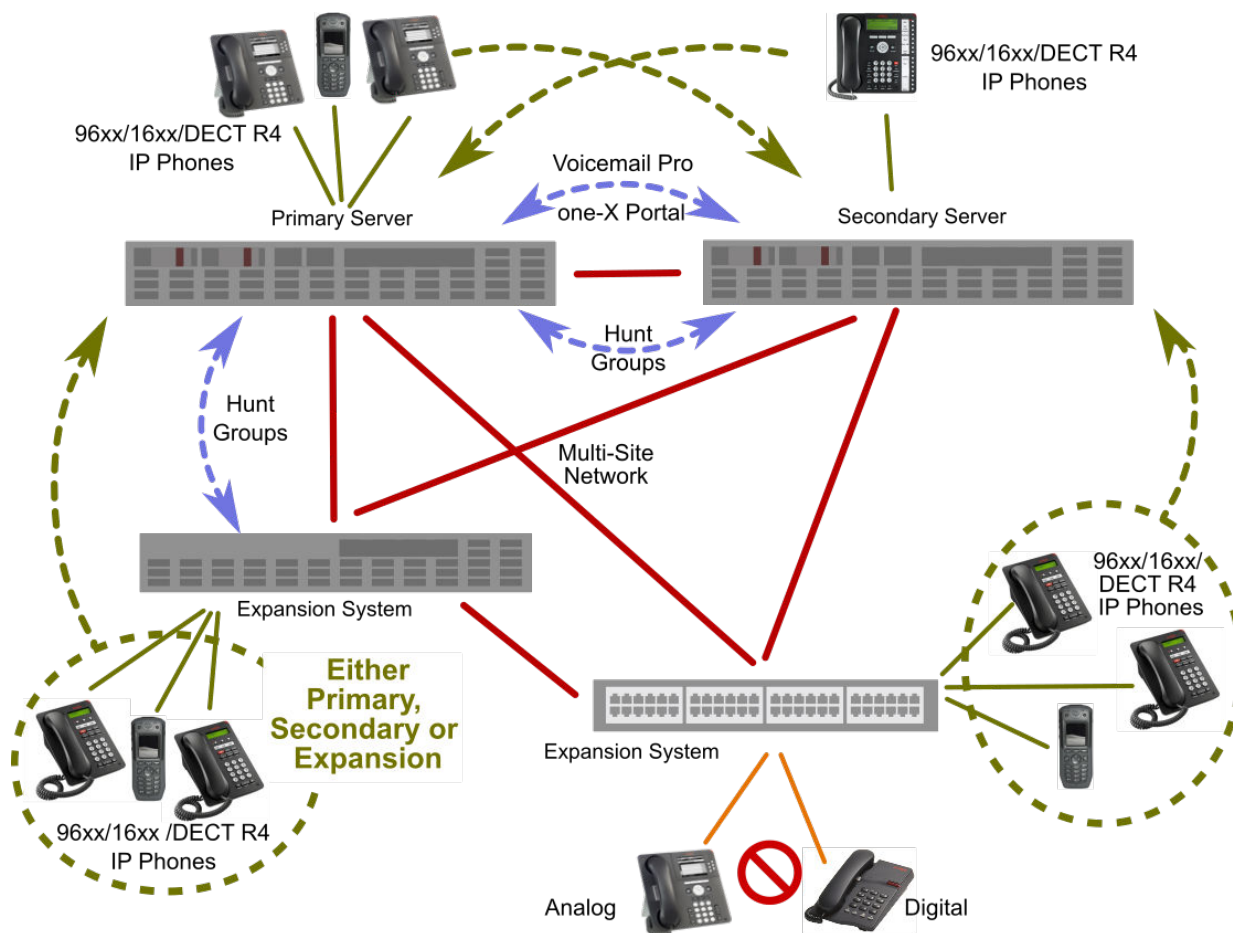 96xx/16xx/DECT R4
IP Phones
96xx/16xx/DECT R4
IP Phones
Voicemail Pro
one-X Portal
Primary Server
Secondary Server
Hunt
Groups
Hunt
Groups
Multi-Site
Network
Expansion System
Either
Primary,
Secondary or
Expansion
96xx/16xx/
DECT R4
IP Phones
Expansion System
96xx/16xx /DECT R4
IP Phones
Analog
Digital